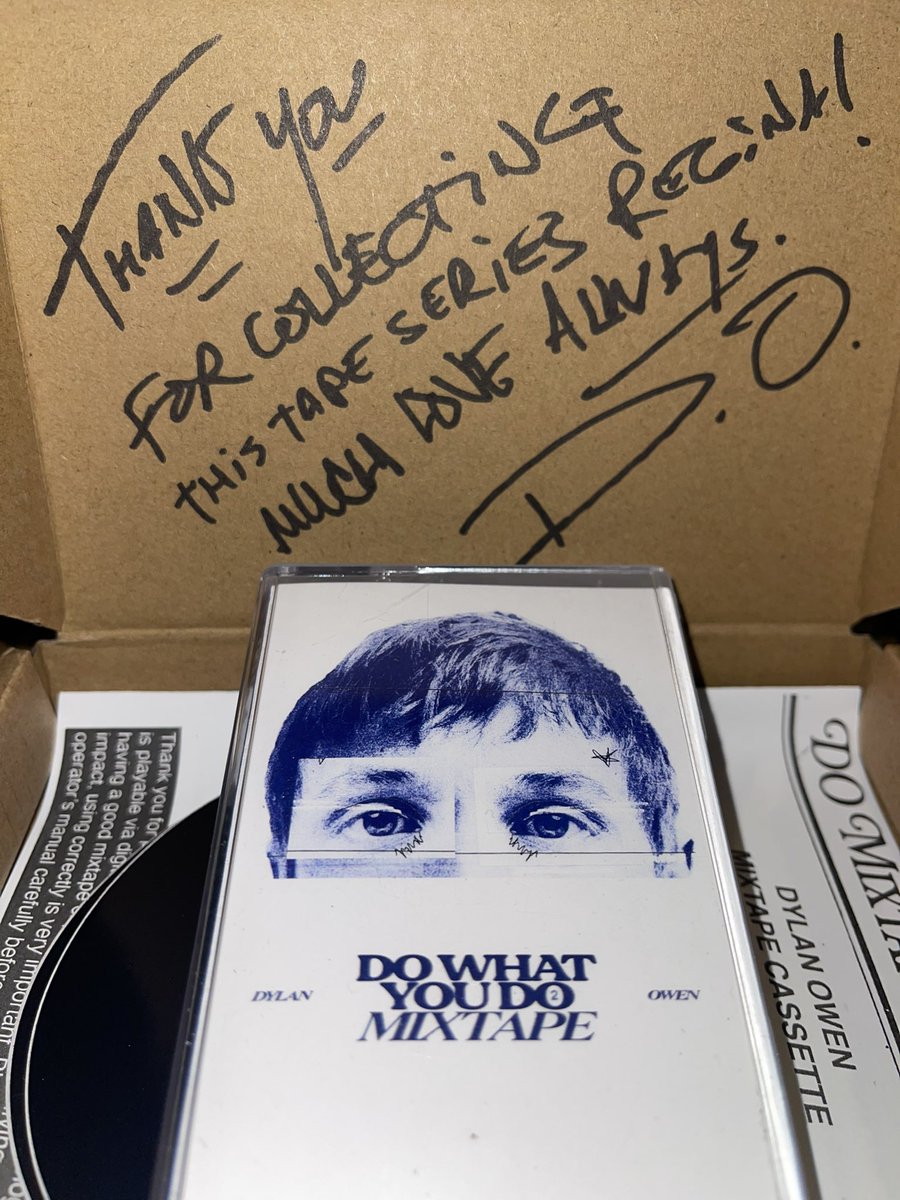 THANK YOU
FOR COLLECTING
THIS TAPE SERIES REGINA!
MUCH LOVE ALWAYS.
D.O.
DYLAN
DO WHAT
YOU DO 2
MIXTAPE
OWEN
Thank you for
is playable via digi
having a good mixtape
impact, using correctly is very important.
operator's manual carefully before
DO MIXTA
DYLAN OWEN
MIXTAPE CASSETTE